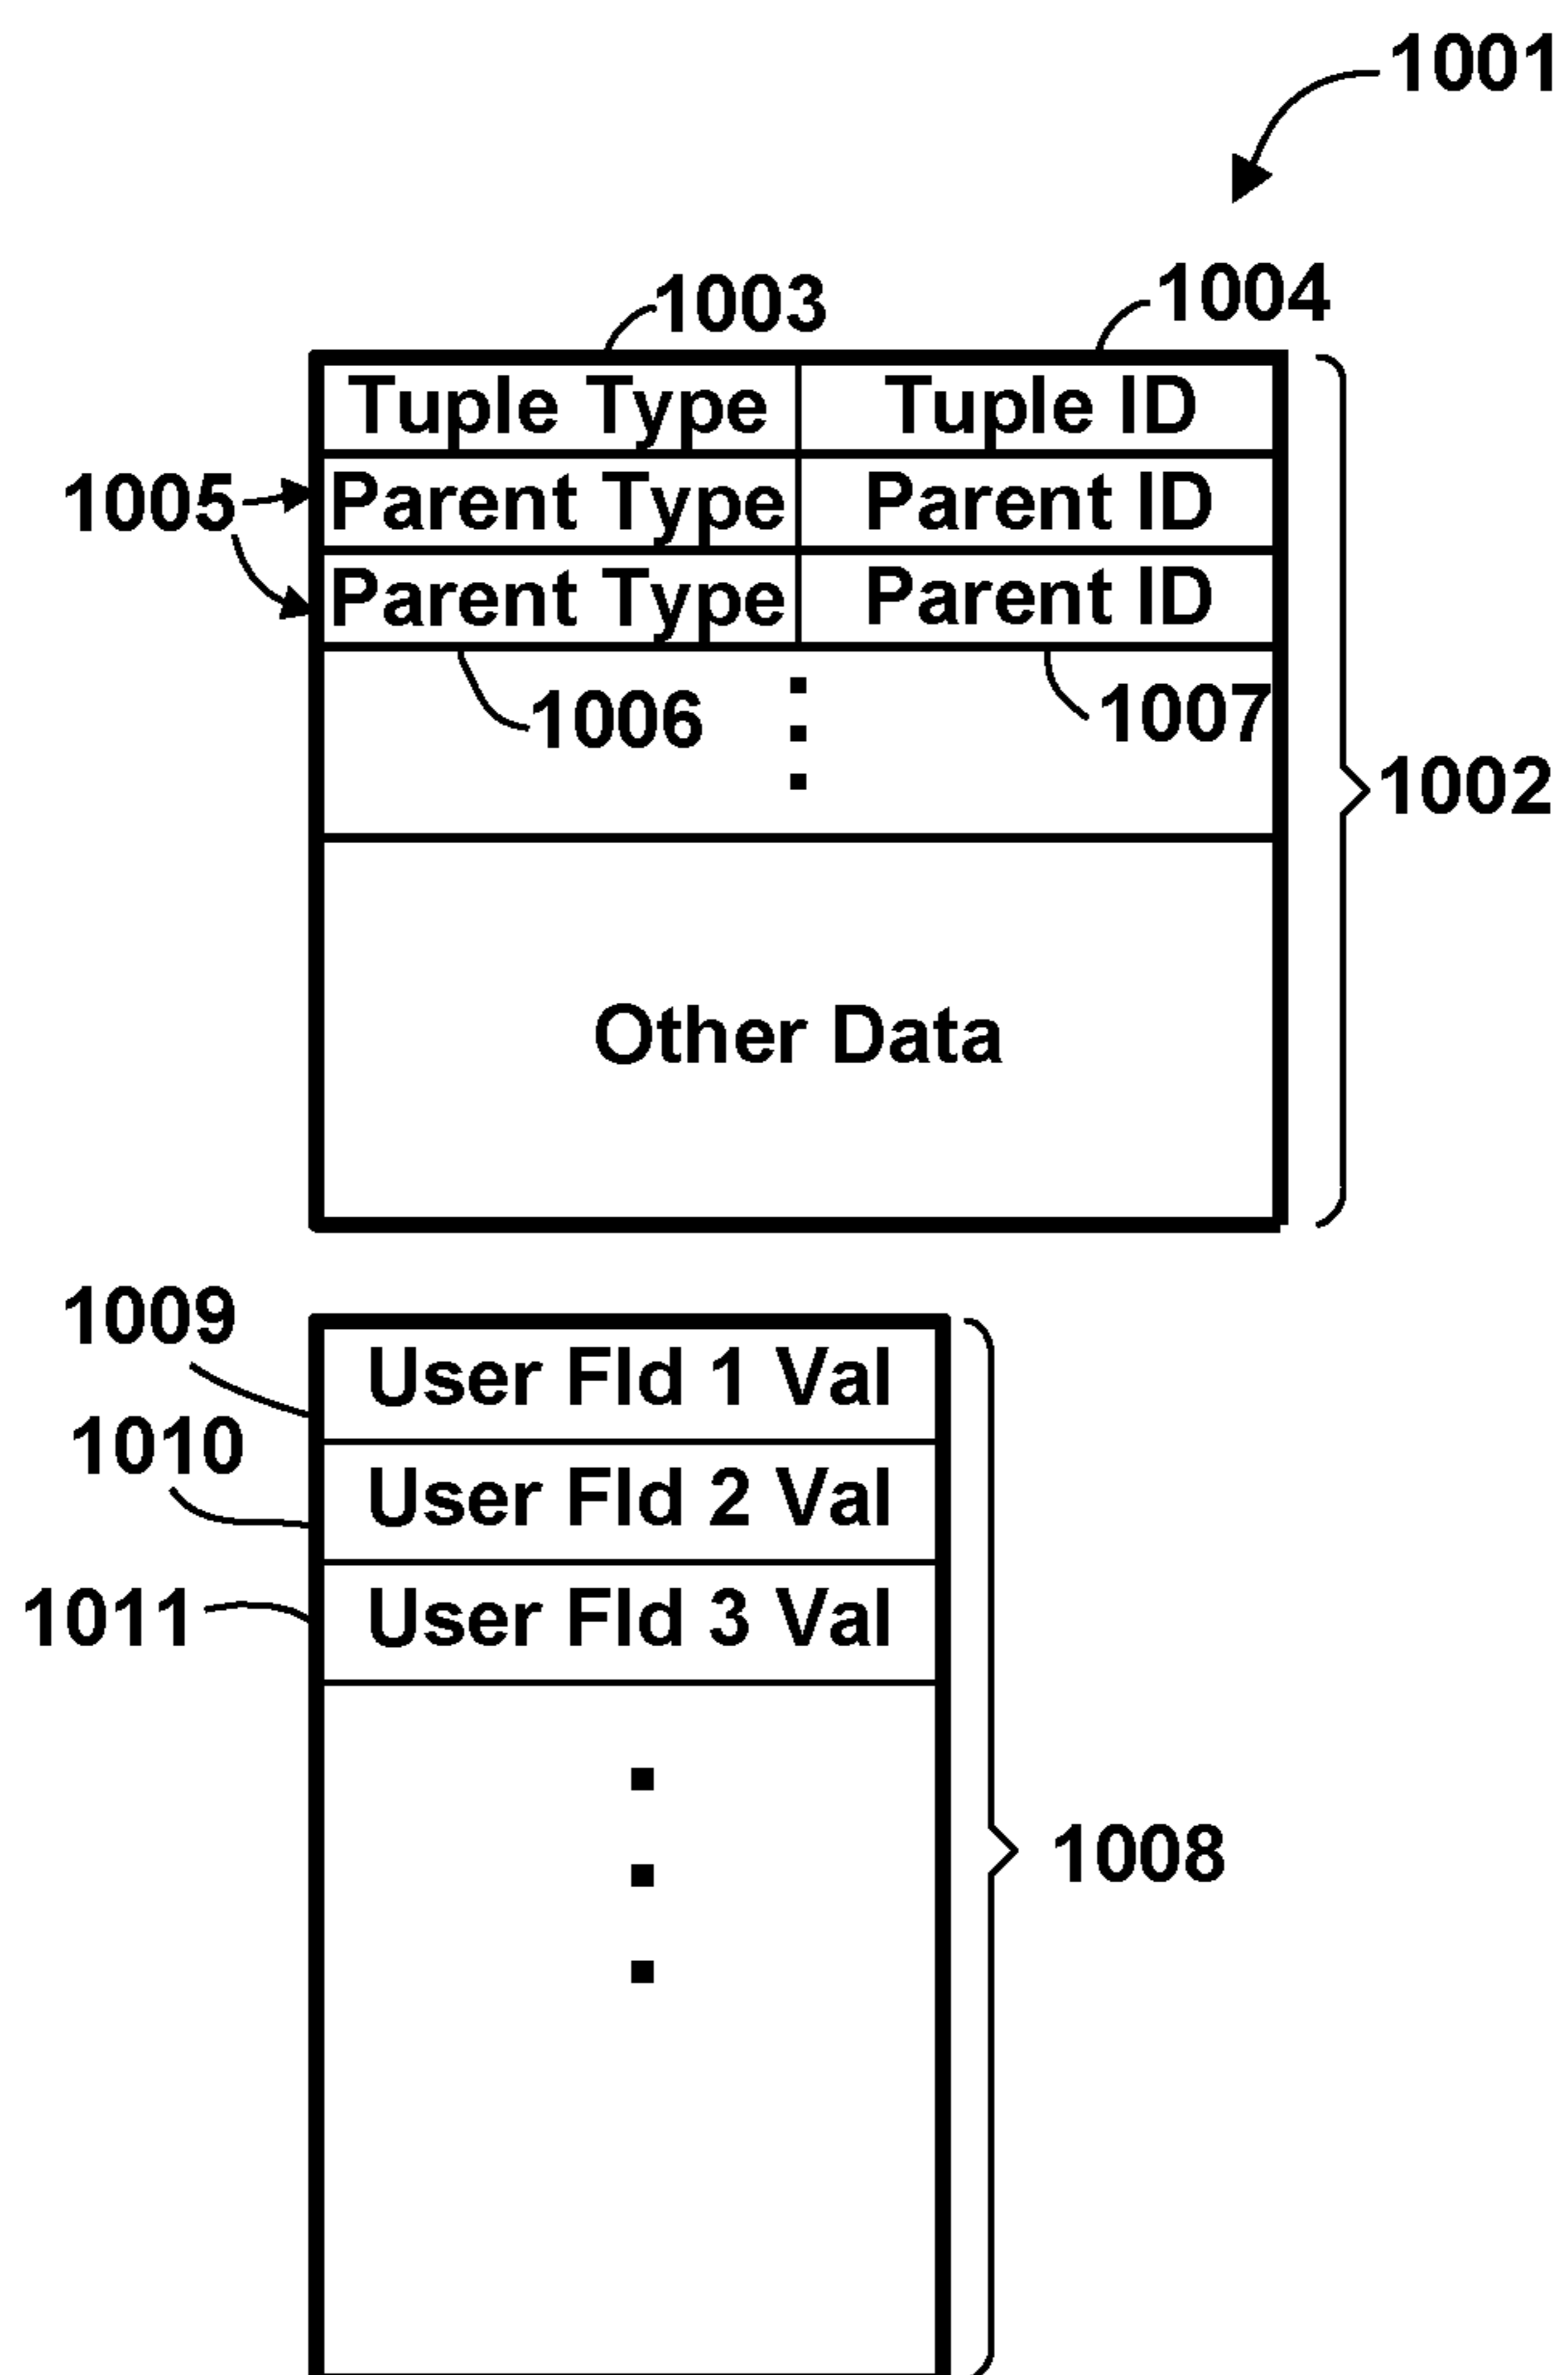 1001
1003 1004
Tuple Type Tuple ID
1005 Parent Type Parent ID
Parent Type Parent ID
1006 1007
1002
Other Data
1009
User Fld 1 Val
1010
User Fld 2 Val
1011 User Fld 3 Val
1008